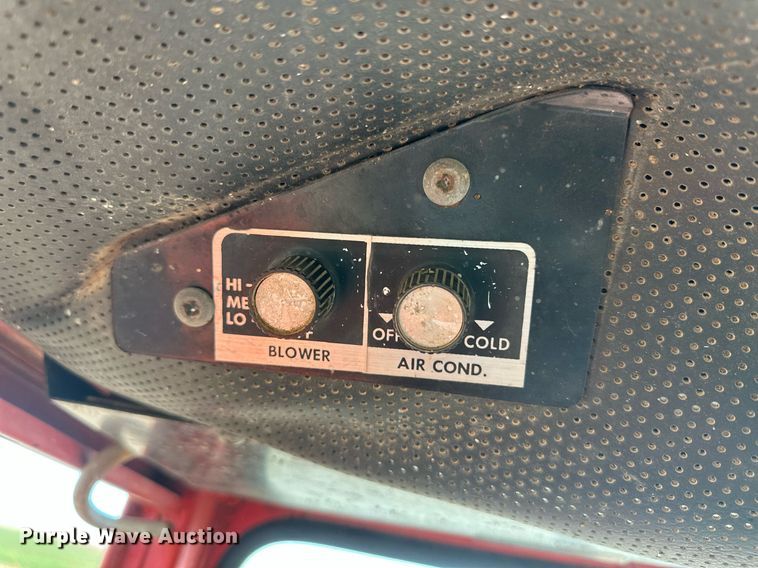 HI -
ME
LO
OFF
COLD
BLOWER
AIR COND.
Purple Wave Auction